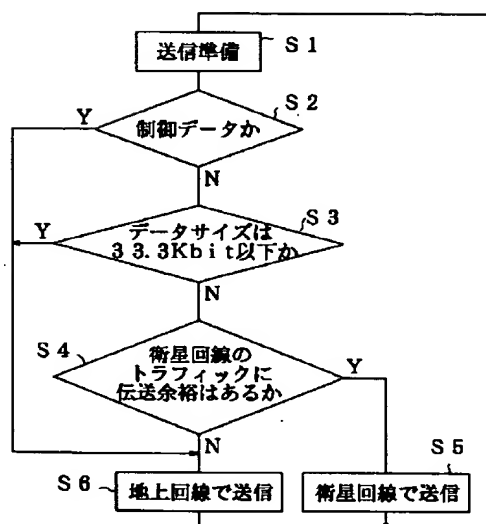 送信準備
S1
Y
制御データか
S2
N
Y
データサイズは
33.3Kbit以下か
S3
N
S4
衛星回線の
トラフィックに
伝送余裕はあるか
Y
N
S6
地上回線で送信
S5
衛星回線で送信